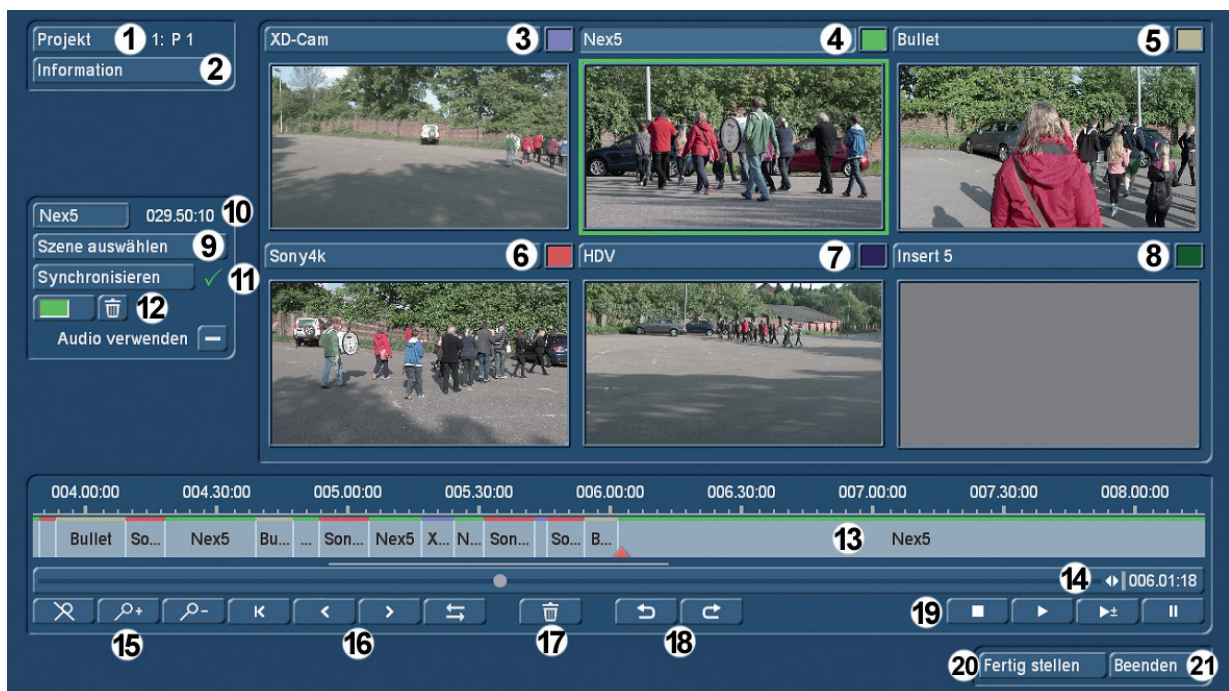 Projekt 1 1: P 1
Information 2
XD-Cam 3
Nex5 4
Bullet 5
Nex5 029.50:10 10
Szene auswählen 9
Synchronisieren 11
12
Audio verwenden
Sony4k 6
HDV 7
Insert 5 8
004.00:00 004.30:00 005.00:00 005.30:00 006.00:00 006.30:00 007.00:00 007.30:00 008.00:00
Bullet So... Nex5 Bu... ... Son... Nex5 X... N... Son... So... B... 13 Nex5
14 006.01:18
15 16 17 18 19
20 Fertig stellen Beenden 21